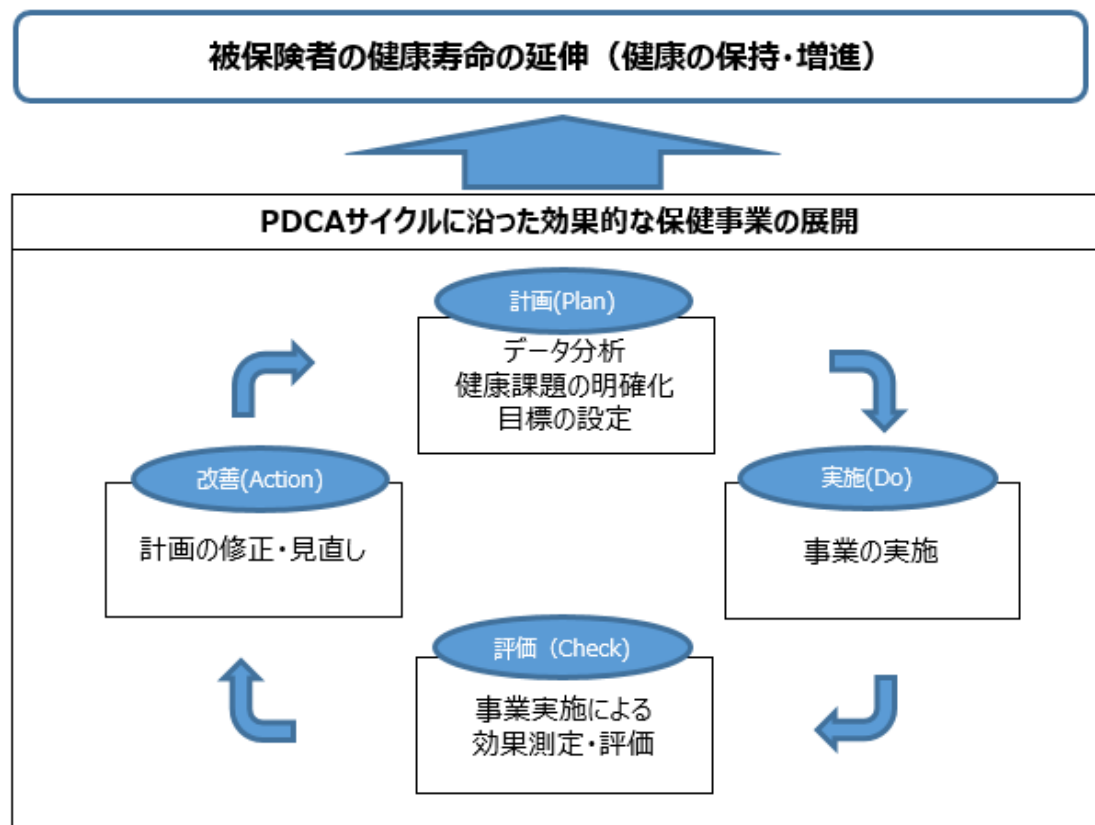 被保険者の健康寿命の延伸（健康の保持・増進）
PDCAサイクルに沿った効果的な保健事業の展開
計画(Plan)
データ分析
健康課題の明確化
目標の設定
実施(Do)
事業の実施
評価（Check)
事業実施による
効果測定・評価
改善(Action)
計画の修正・見直し